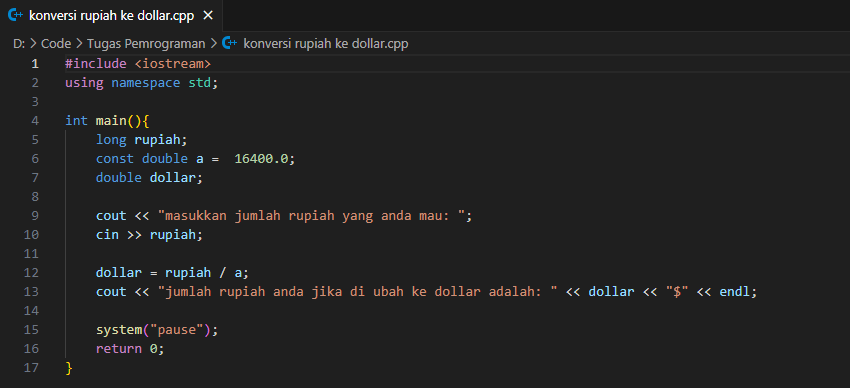 konversi rupiah ke dollar.cpp
D: > Code > Tugas Pemrograman > konversi rupiah ke dollar.cpp
1 #include <iostream>
2 using namespace std;
3
4 int main(){
5     long rupiah;
6     const double a =  16400.0;
7     double dollar;
8
9     cout << "masukkan jumlah rupiah yang anda mau: ";
10     cin >> rupiah;
11
12     dollar = rupiah / a;
13     cout << "jumlah rupiah anda jika di ubah ke dollar adalah: " << dollar << "$" << endl;
14
15     system("pause");
16     return 0;
17 }